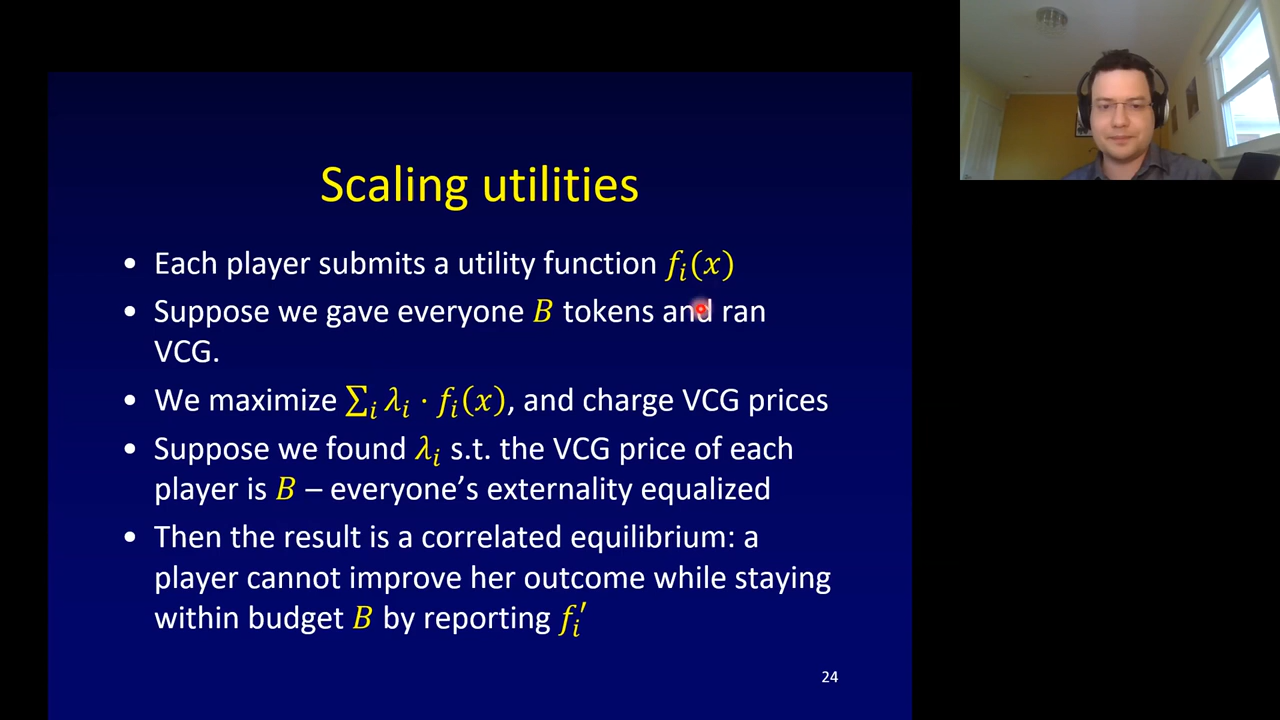 Scaling utilities
• Each player submits a utility function fᵢ(x)
• Suppose we gave everyone B tokens and ran
VCG.
• We maximize ∑ᵢ λᵢ · fᵢ(x), and charge VCG prices
• Suppose we found λᵢ s.t. the VCG price of each
player is B – everyone’s externality equalized
• Then the result is a correlated equilibrium: a
player cannot improve her outcome while staying
within budget B by reporting fᵢ′
24